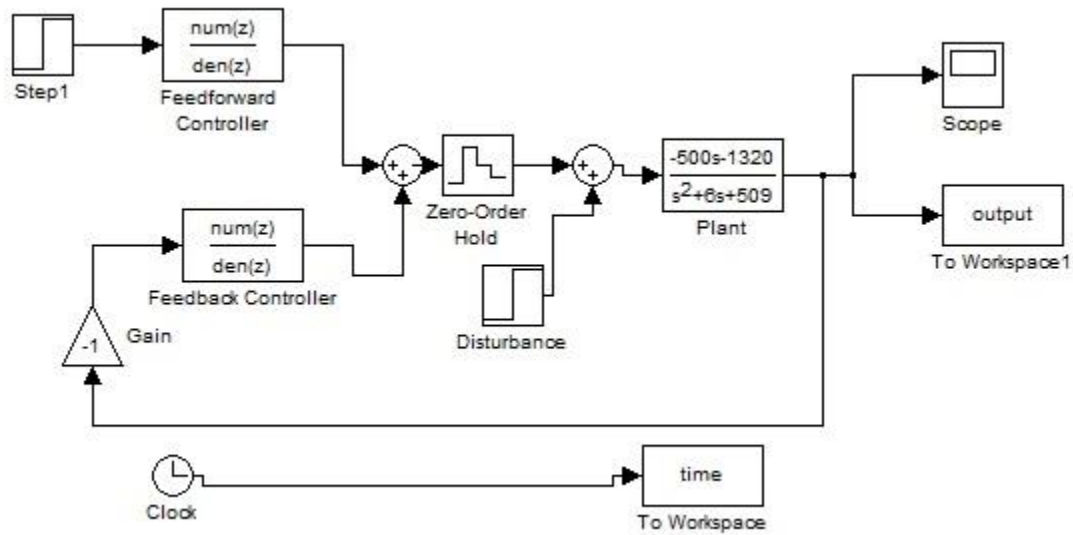 num(z)
den(z)
Step1
Feedforward
Controller
Scope
+
+
Zero-Order
Hold
+
+
-500s-1320
s²+6s+509
Plant
output
To Workspace1
num(z)
den(z)
Feedback Controller
Disturbance
-1
Gain
time
Clock
To Workspace